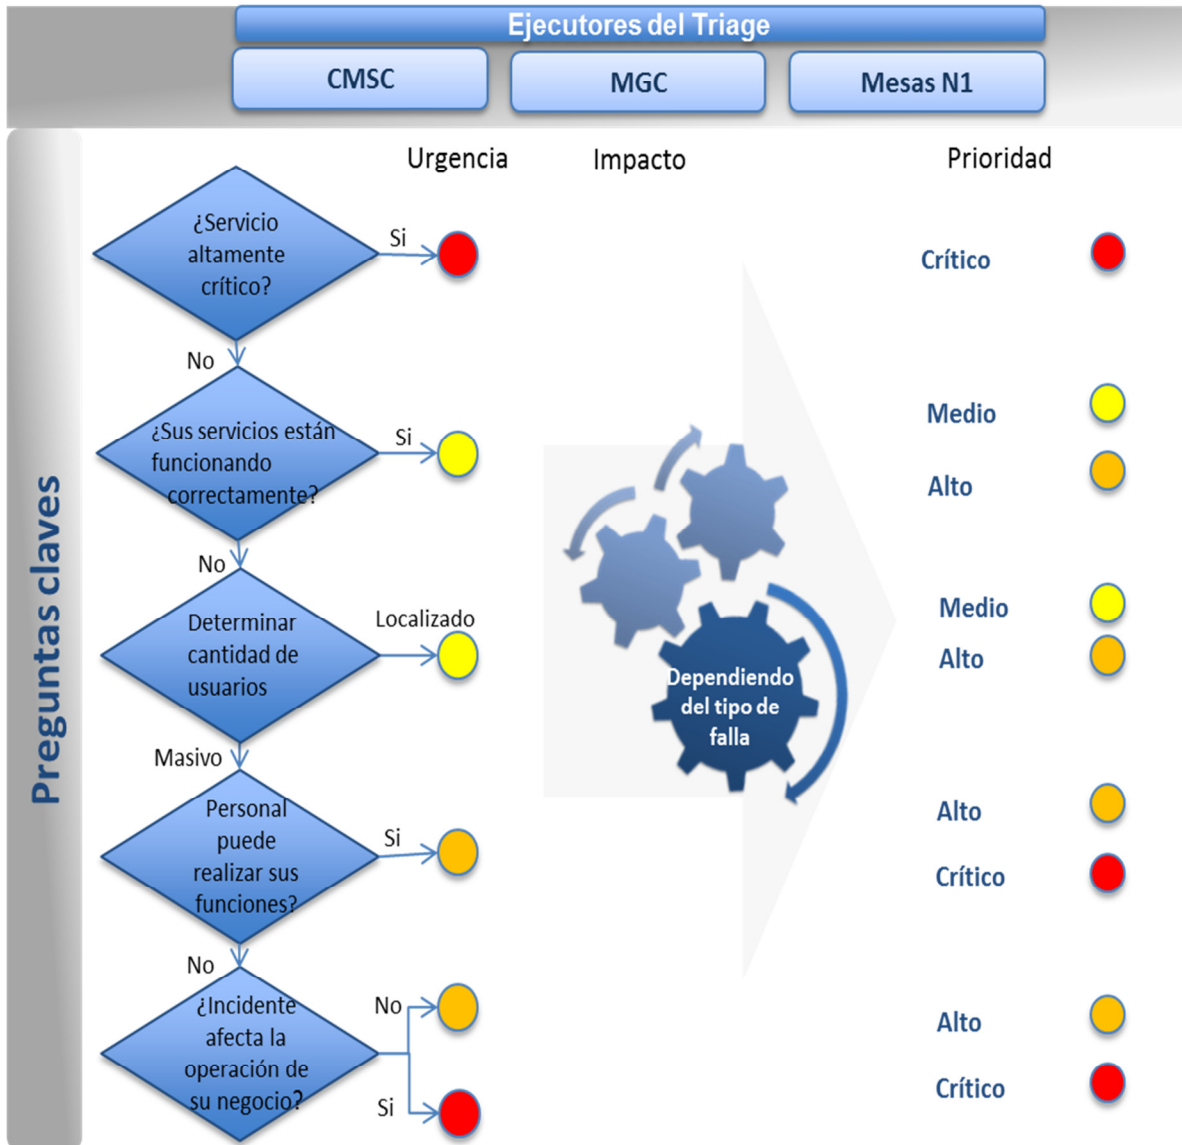 Ejecutores del Triage
CMSC
MGC
Mesas N1
Preguntas claves
Urgencia
Impacto
Prioridad
¿Servicio
altamente
crítico?
Si
Crítico
No
¿Sus servicios están
funcionando
correctamente?
Si
Medio
Alto
No
Determinar
cantidad de
usuarios
Localizado
Medio
Alto
Dependiendo
del tipo de
falla
Masivo
Personal
puede
realizar sus
funciones?
Si
Alto
Crítico
No
¿Incidente
afecta la
operación de
su negocio?
No
Si
Alto
Crítico